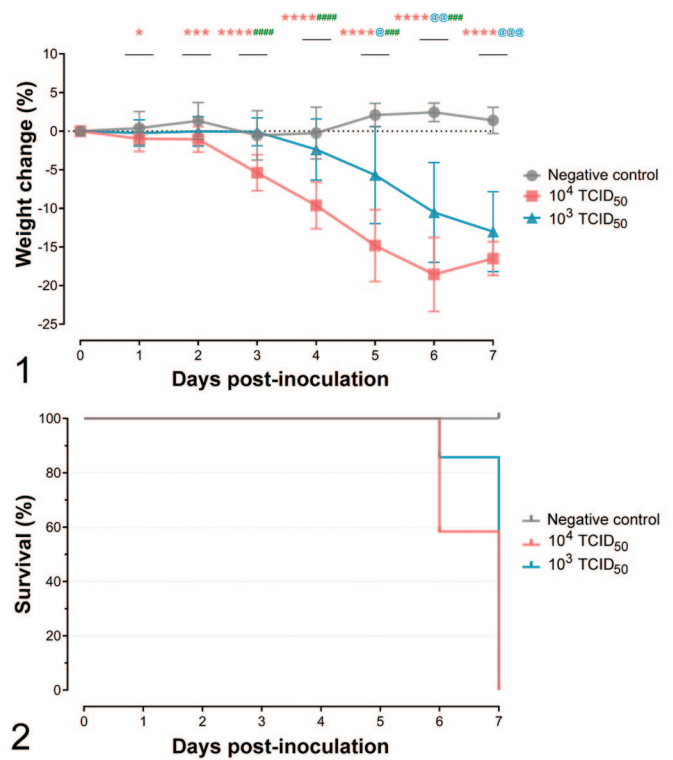 ****####
****@@###
*
***
****####
****@###
****@@@
10
5
0
-5
-10
-15
-20
-25
Weight change (%)
Negative control
10⁴ TCID₅₀
10³ TCID₅₀
0 1 2 3 4 5 6 7
Days post-inoculation
1
100
80
60
40
20
0
Survival (%)
Negative control
10⁴ TCID₅₀
10³ TCID₅₀
0 1 2 3 4 5 6 7
Days post-inoculation
2